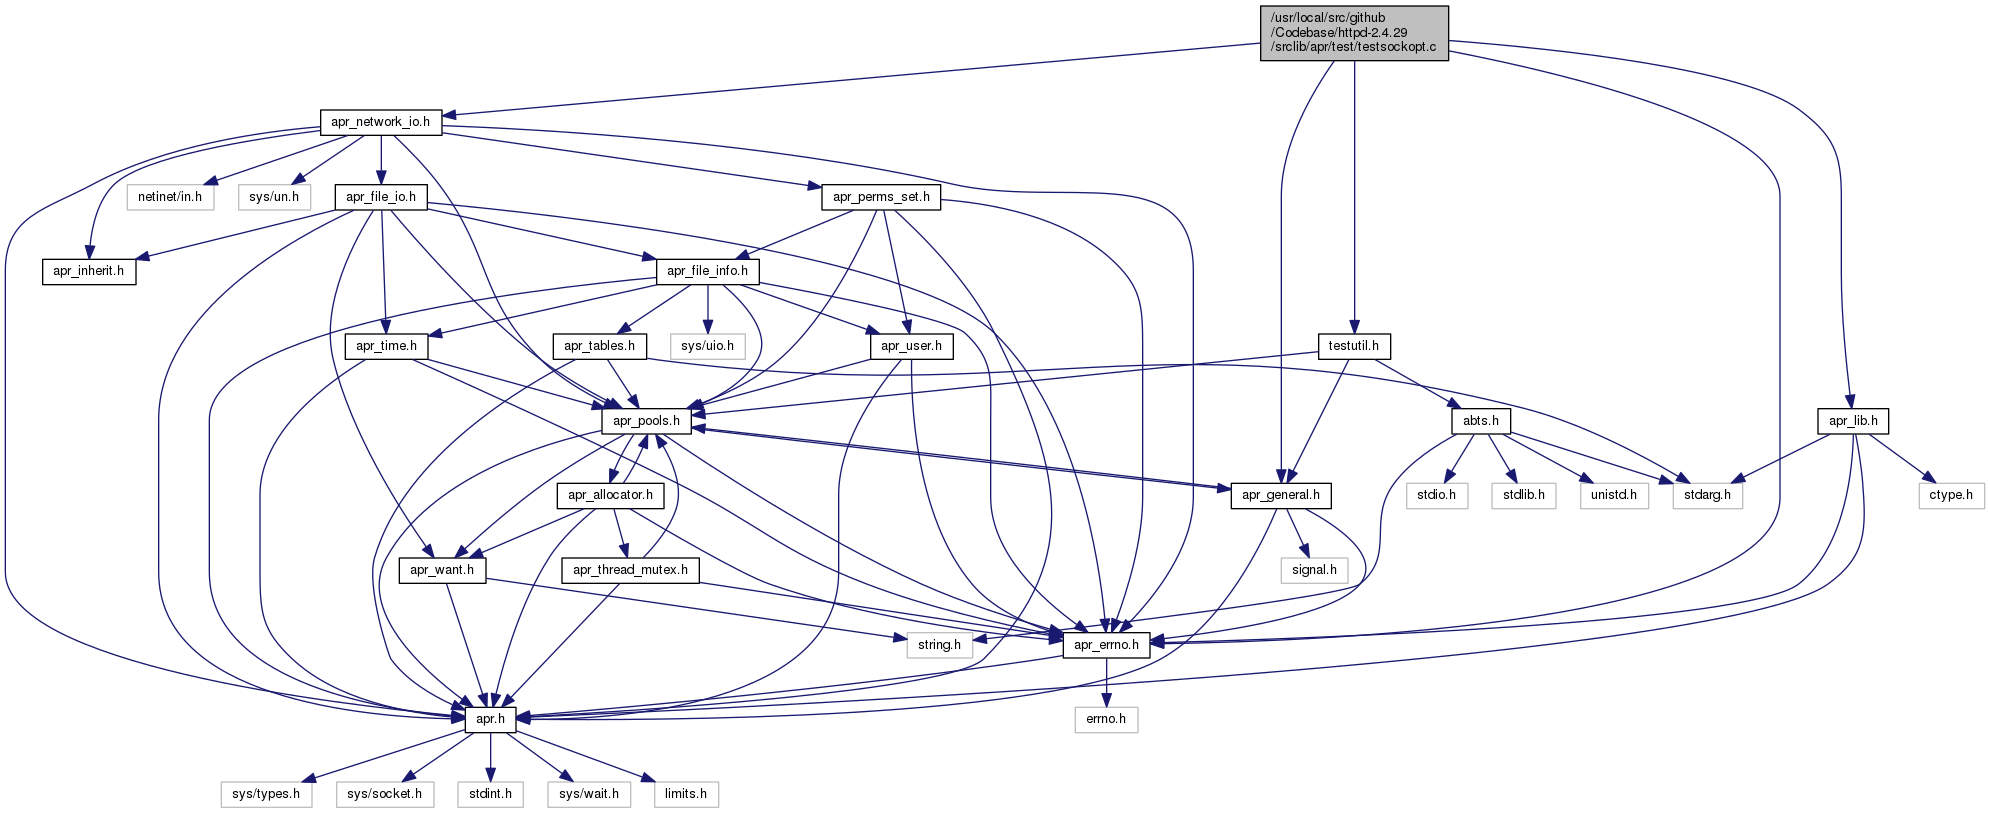 /usr/local/src/github
/Codebase/httpd-2.4.29
/srclib/apr/test/testsockopt.c
apr_network_io.h
netinet/in.h
sys/un.h
apr_file_io.h
apr_perms_set.h
apr_inherit.h
apr_file_info.h
apr_time.h
apr_tables.h
sys/uio.h
apr_user.h
testutil.h
apr_pools.h
abts.h
apr_lib.h
apr_allocator.h
apr_general.h
stdio.h
stdlib.h
unistd.h
stdarg.h
ctype.h
apr_want.h
apr_thread_mutex.h
signal.h
string.h
apr_errno.h
apr.h
errno.h
sys/types.h
sys/socket.h
stdint.h
sys/wait.h
limits.h